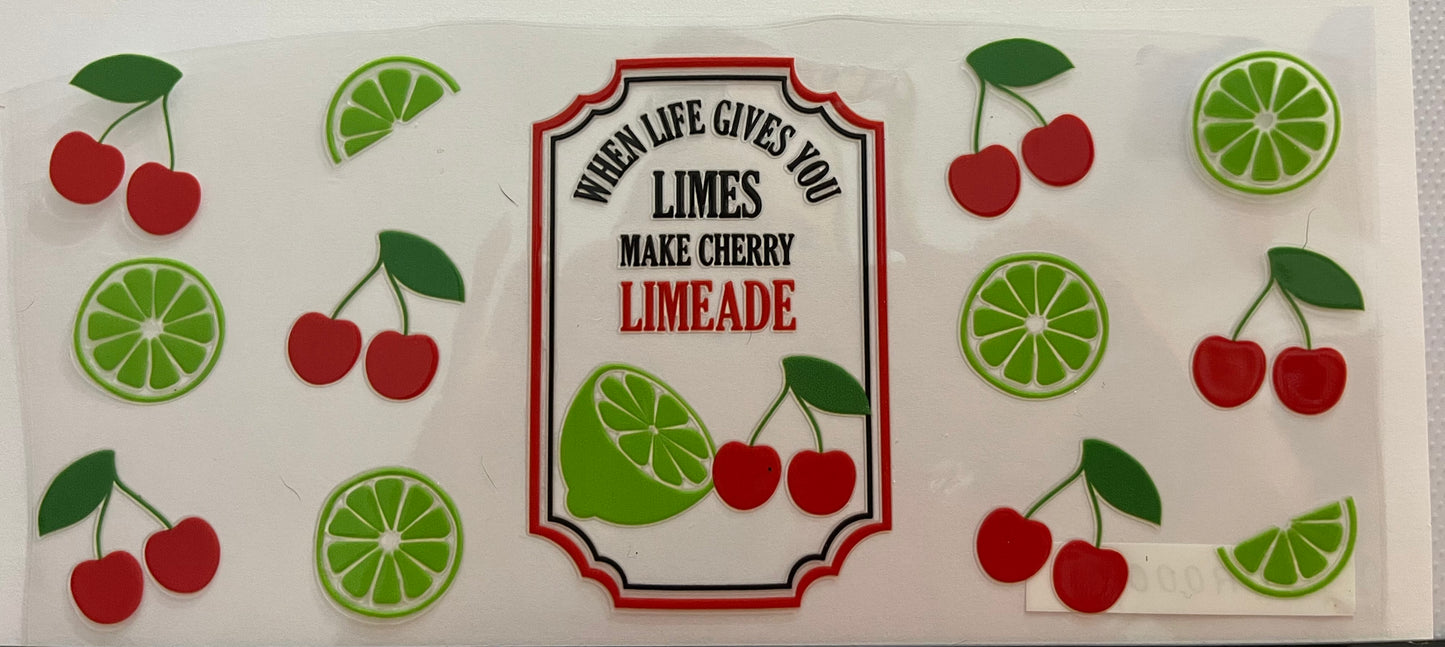 WHEN LIFE GIVES YOU
LIMES
MAKE CHERRY
LIMEADE